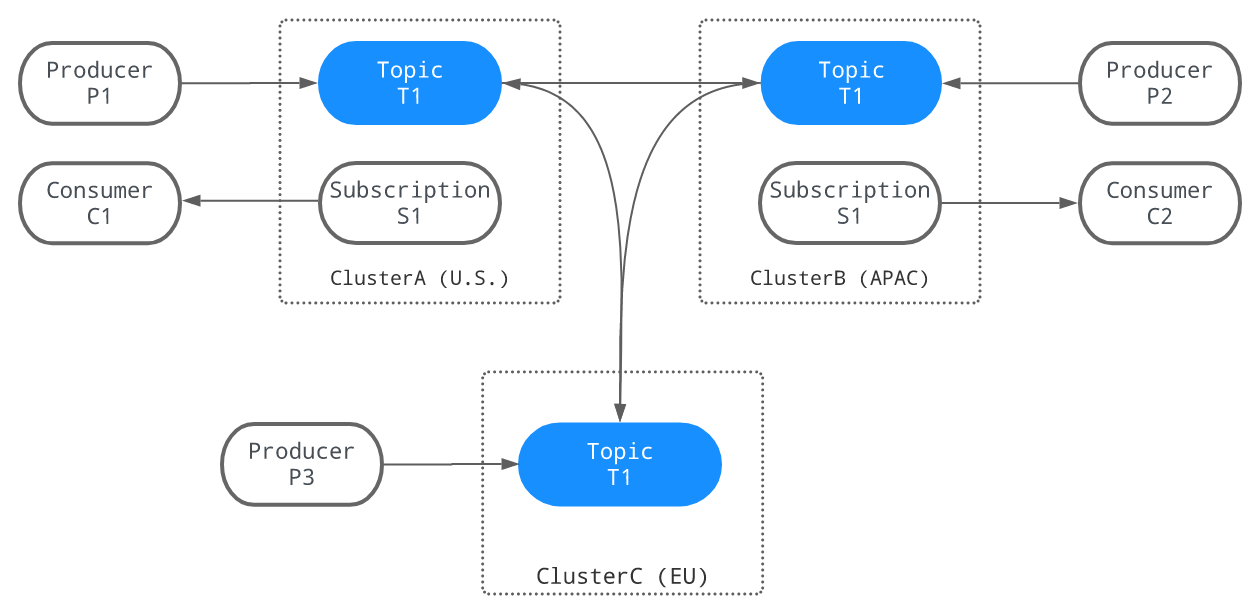 Producer
P1
Topic
T1
Topic
T1
Producer
P2
Consumer
C1
Subscription
S1
Subscription
S1
Consumer
C2
ClusterA (U.S.)
ClusterB (APAC)
Producer
P3
Topic
T1
ClusterC (EU)